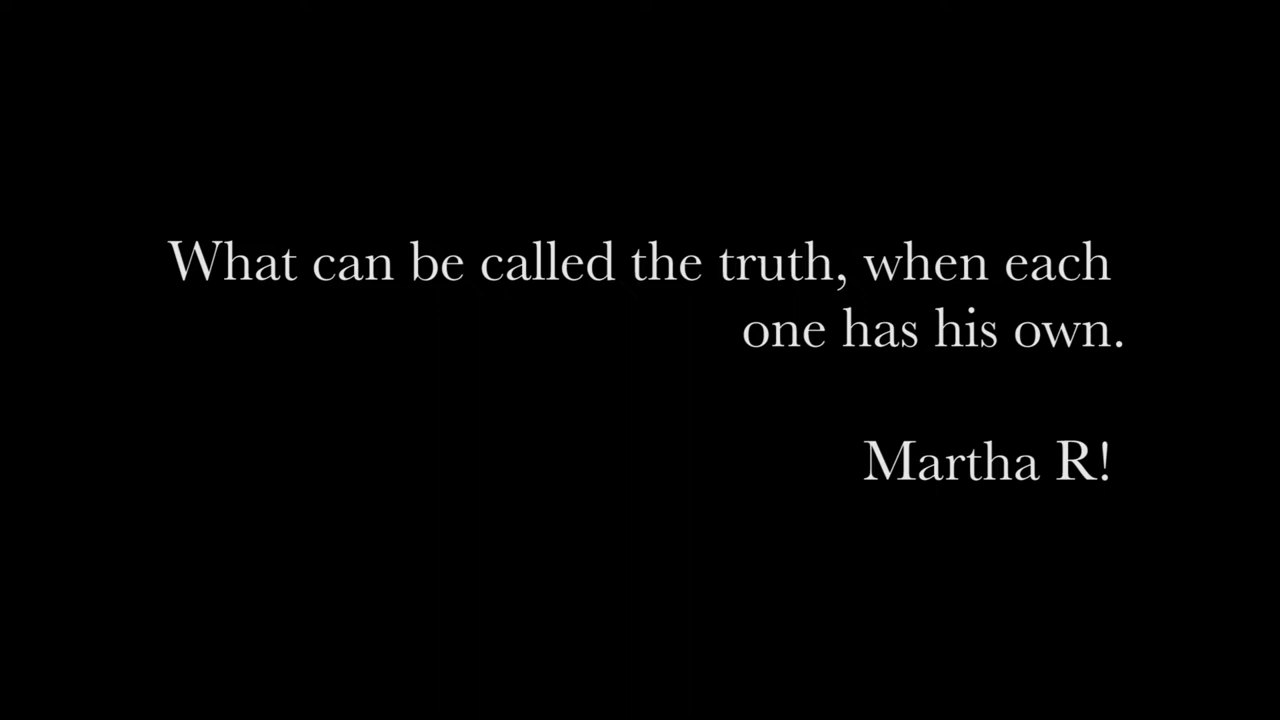 What can be called the truth, when each
one has his own.
Martha R!